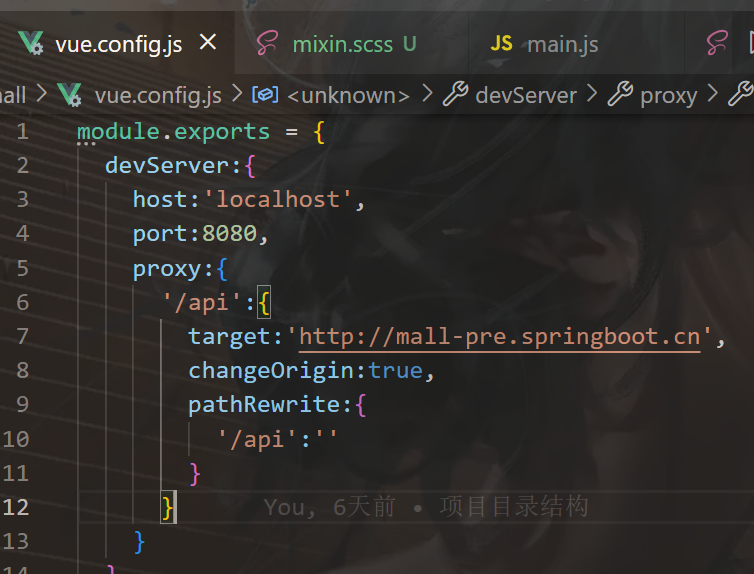 vue.config.js
mixin.scss U
JS main.js
all > vue.config.js > <unknown> > devServer > proxy >
1 module.exports = {
2 devServer:{
3 host:'localhost',
4 port:8080,
5 proxy:{
6 '/api':{
7 target:'http://mall-pre.springboot.cn',
8 changeOrigin:true,
9 pathRewrite:{
10 '/api':''
11 }
12 } You, 6天前 • 项目目录结构
13 }
14 }